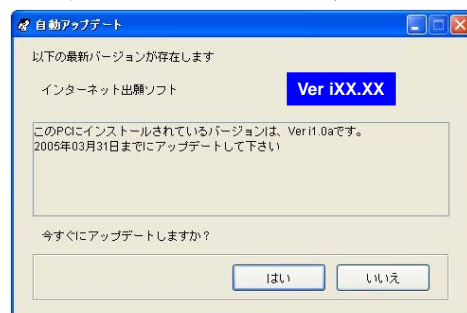 自動アップデート
以下の最新バージョンが存在します
インターネット出願ソフト
Ver iXX.XX
このPCにインストールされているバージョンは、Ver i1.0aです。
2005年03月31日までにアップデートして下さい
今すぐにアップデートしますか？
はい
いいえ